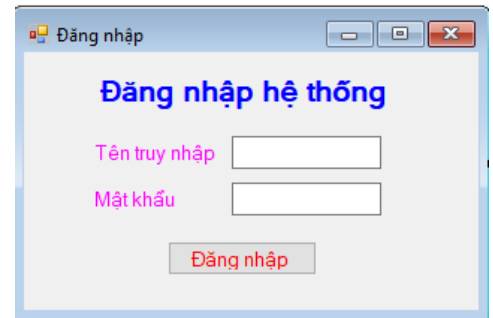 Đăng nhập
Đăng nhập hệ thống
Tên truy nhập
Mật khẩu
Đăng nhập